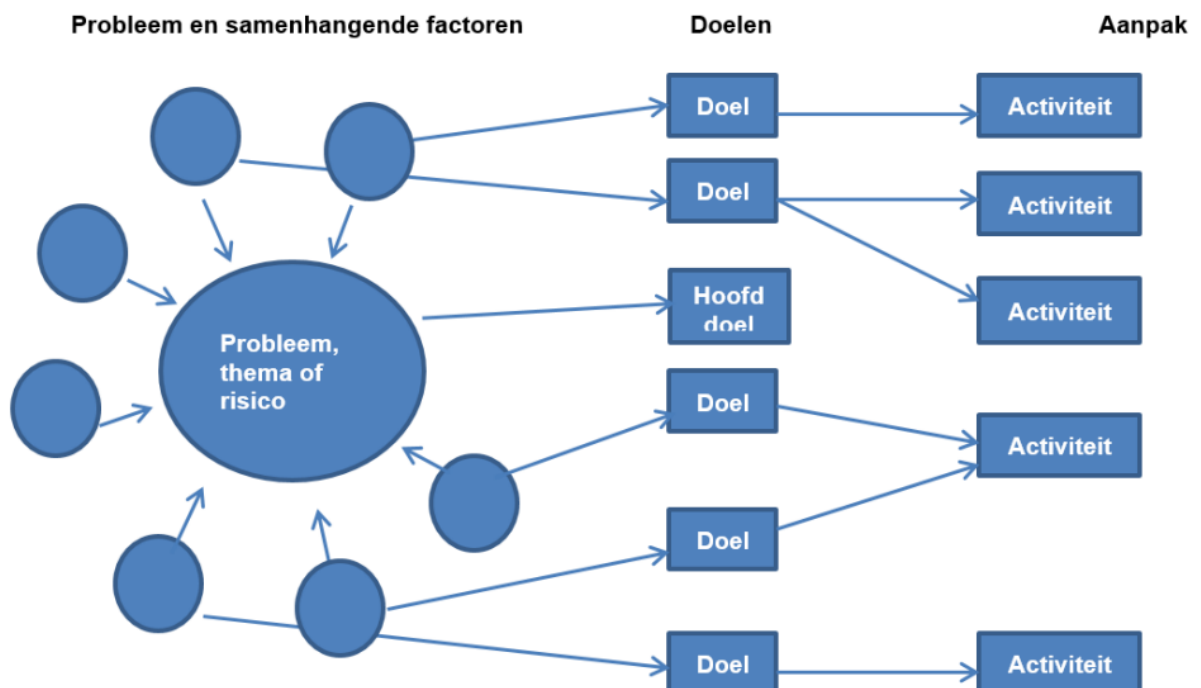 Probleem en samenhangende factoren
Doelen
Aanpak
Doel
Activiteit
Doel
Activiteit
Hoofd
doel
Activiteit
Probleem,
thema of
risico
Doel
Activiteit
Doel
Doel
Activiteit